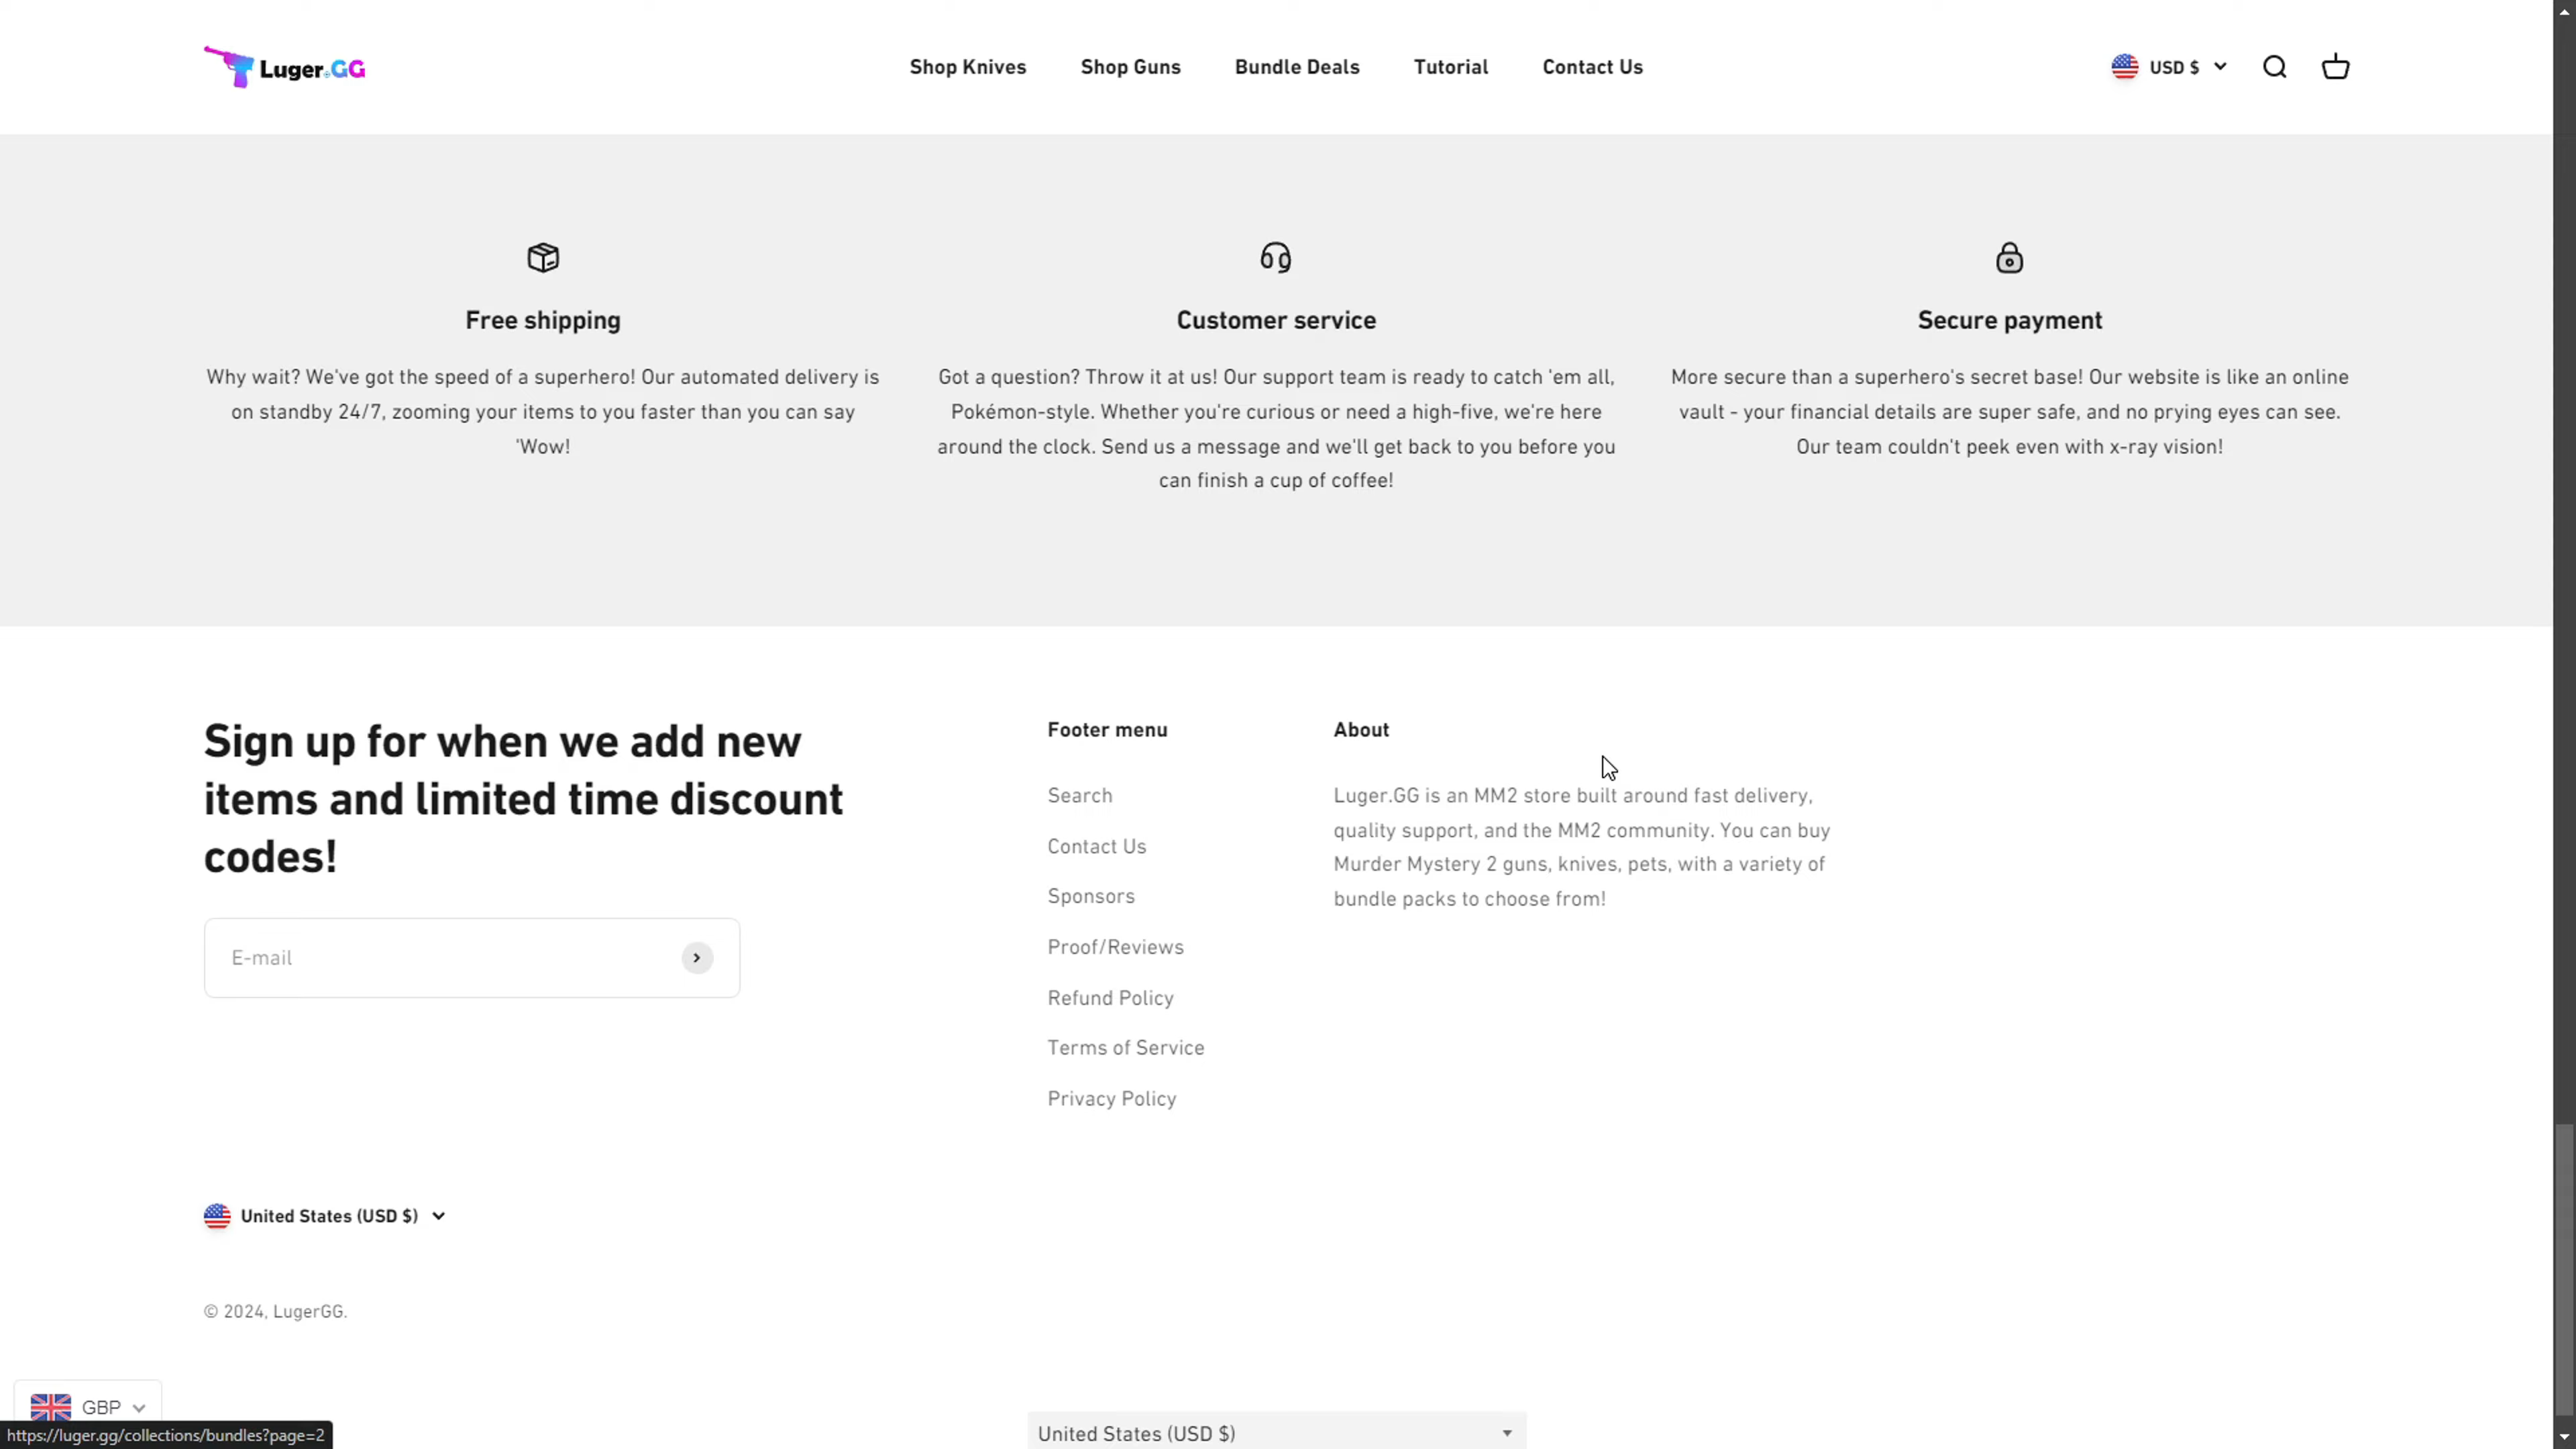 Luger.GG
Shop Knives
Shop Guns
Bundle Deals
Tutorial
Contact Us
USD $
Free shipping
Why wait? We've got the speed of a superhero! Our automated delivery is
on standby 24/7, zooming your items to you faster than you can say
'Wow!
Customer service
Got a question? Throw it at us! Our support team is ready to catch 'em all,
Pokémon-style. Whether you're curious or need a high-five, we're here
around the clock. Send us a message and we'll get back to you before you
can finish a cup of coffee!
Secure payment
More secure than a superhero's secret base! Our website is like an online
vault - your financial details are super safe, and no prying eyes can see.
Our team couldn't peek even with x-ray vision!
Sign up for when we add new
items and limited time discount
codes!
E-mail
Footer menu
Search
Contact Us
Sponsors
Proof/Reviews
Refund Policy
Terms of Service
Privacy Policy
About
Luger.GG is an MM2 store built around fast delivery,
quality support, and the MM2 community. You can buy
Murder Mystery 2 guns, knives, pets, with a variety of
bundle packs to choose from!
United States (USD $)
© 2024, LugerGG.
GBP
https://luger.gg/collections/bundles?page=2
United States (USD $)